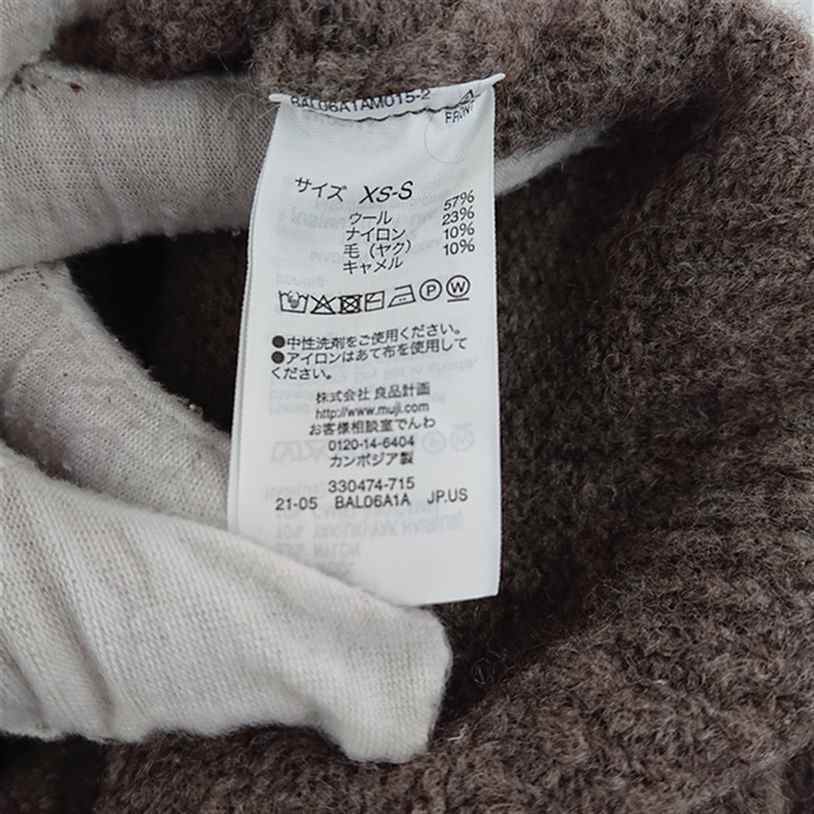 BAL06A1AM015-2
FRONT
サイズ XS-S
ウール 57%
ナイロン 23%
毛（ヤク） 10%
キャメル 10%
●中性洗剤をご使用ください。
●アイロンはあて布を使用して
ください。
株式会社 良品計画
http://www.muji.com
お客様相談室でんわ
0120-14-6404
カンボジア製
330474-715
21-05 BAL06A1A JP.US